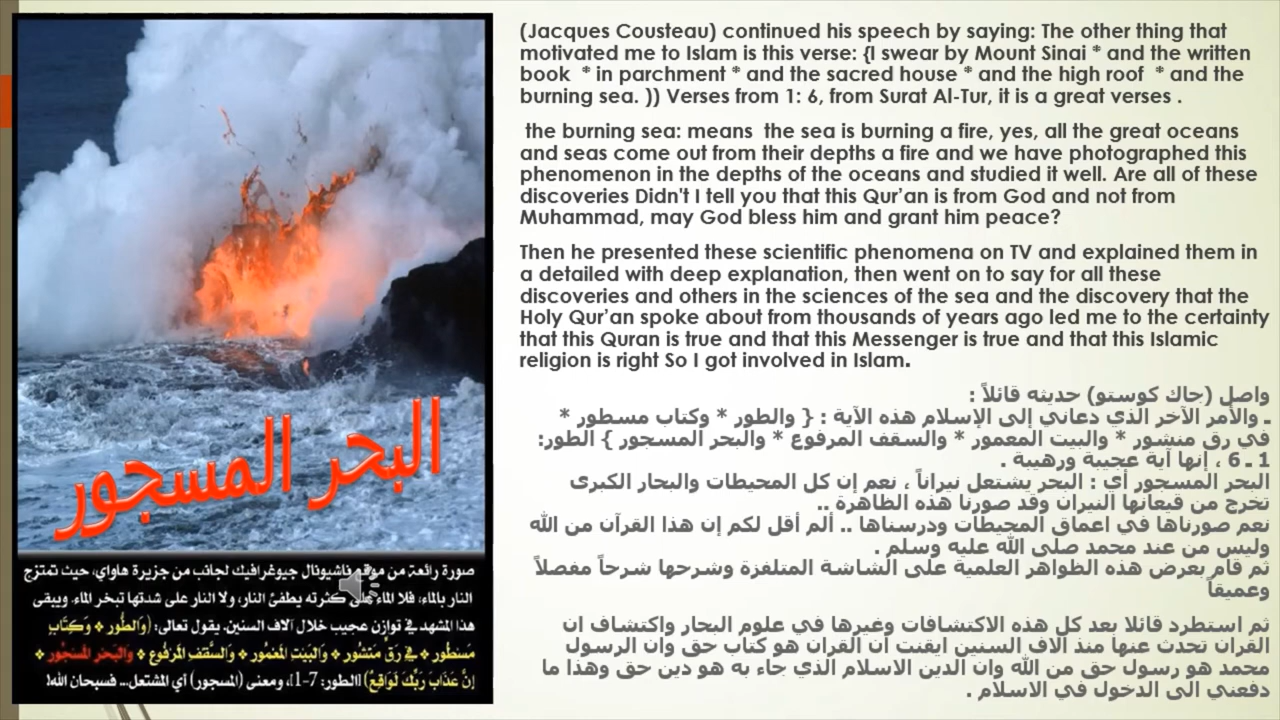 البحر المسجور
صورة رائعة من موقع ناشيونال جيوغرافيك لجانب من جزيرة هاواي، حيث تمتزج
النار بالماء، فلا الماء على كثرته يطفئ النار، ولا النار على شدتها تبخر الماء. ويبقى
هذا المشهد في توازن عجيب خلال آلاف السنين. يقول تعالى: (وَالطُّورِ * وَكِتَابٍ
مَسْطُورٍ * فِي رَقٍّ مَنْشُورٍ * وَالْبَيْتِ الْمَعْمُورِ * وَالسَّقْفِ الْمَرْفُوعِ * وَالْبَحْرِ الْمَسْجُورِ *
إِنَّ عَذَابَ رَبِّكَ لَوَاقِعٌ) [الطور: 7-1]، ومعنى (المسجور) أي المشتعل... فسبحان الله!
(Jacques Cousteau) continued his speech by saying: The other thing that
motivated me to Islam is this verse: {I swear by Mount Sinai * and the written
book * in parchment * and the sacred house * and the high roof * and the
burning sea. )) Verses from 1: 6, from Surat Al-Tur, it is a great verses .
the burning sea: means the sea is burning a fire, yes, all the great oceans
and seas come out from their depths a fire and we have photographed this
phenomenon in the depths of the oceans and studied it well. Are all of these
discoveries Didn't I tell you that this Qur’an is from God and not from
Muhammad, may God bless him and grant him peace?
Then he presented these scientific phenomena on TV and explained them in
a detailed with deep explanation, then went on to say for all these
discoveries and others in the sciences of the sea and the discovery that the
Holy Qur’an spoke about from thousands of years ago led me to the certainty
that this Quran is true and that this Messenger is true and that this Islamic
religion is right So I got involved in Islam.
واصل (جاك كوستو) حديثه قائلاً :
ـ والأمر الآخر الذي دعاني إلى الإسلام هذه الآية : { والطور * وكتاب مسطور *
في رق منشور * والبيت المعمور * والسقف المرفوع * والبحر المسجور } الطور:
1 ـ 6 ، إنها آية عجيبة ورهيبة .
البحر المسجور أي : البحر يشتعل نيراناً ، نعم إن كل المحيطات والبحار الكبرى
تخرج من قيعانها النيران وقد صورنا هذه الظاهرة ..
نعم صورناها في اعماق المحيطات ودرسناها .. ألم أقل لكم إن هذا القرآن من الله
وليس من عند محمد صلى الله عليه وسلم .
ثم قام بعرض هذه الظواهر العلمية على الشاشة المتلفزة وشرحها شرحاً مفصلاً
وعميقاً
ثم استطرد قائلا بعد كل هذه الاكتشافات وغيرها في علوم البحار واكتشاف ان
القران تحدث عنها منذ الاف السنين ايقنت ان القران هو كتاب حق وان الرسول
محمد هو رسول حق من الله وان الدين الاسلام الذي جاء به هو دين حق وهذا ما
دفعني الى الدخول في الاسلام .